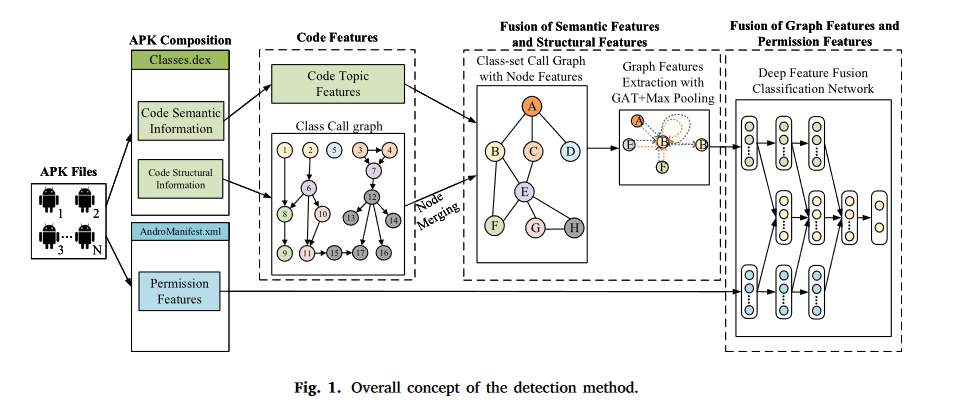 Fusion of Semantic Features
and Structural Features
Fusion of Graph Features and
Permission Features
APK Composition
Code Features
Classes.dex
Code Semantic
Information
Code Structural
Information
APK Files
1
2
3
N
AndroManifest.xml
Permission
Features
Code Topic
Features
Class Call graph
1
2
5
3
4
7
6
12
8
10
13
14
9
11
15
17
16
Node
Merging
Class-set Call Graph
with Node Features
A
B
C
D
E
F
G
H
Graph Features
Extraction with
GAT+Max Pooling
A
E
B
B
F
Deep Feature Fusion
Classification Network
Fig. 1. Overall concept of the detection method.